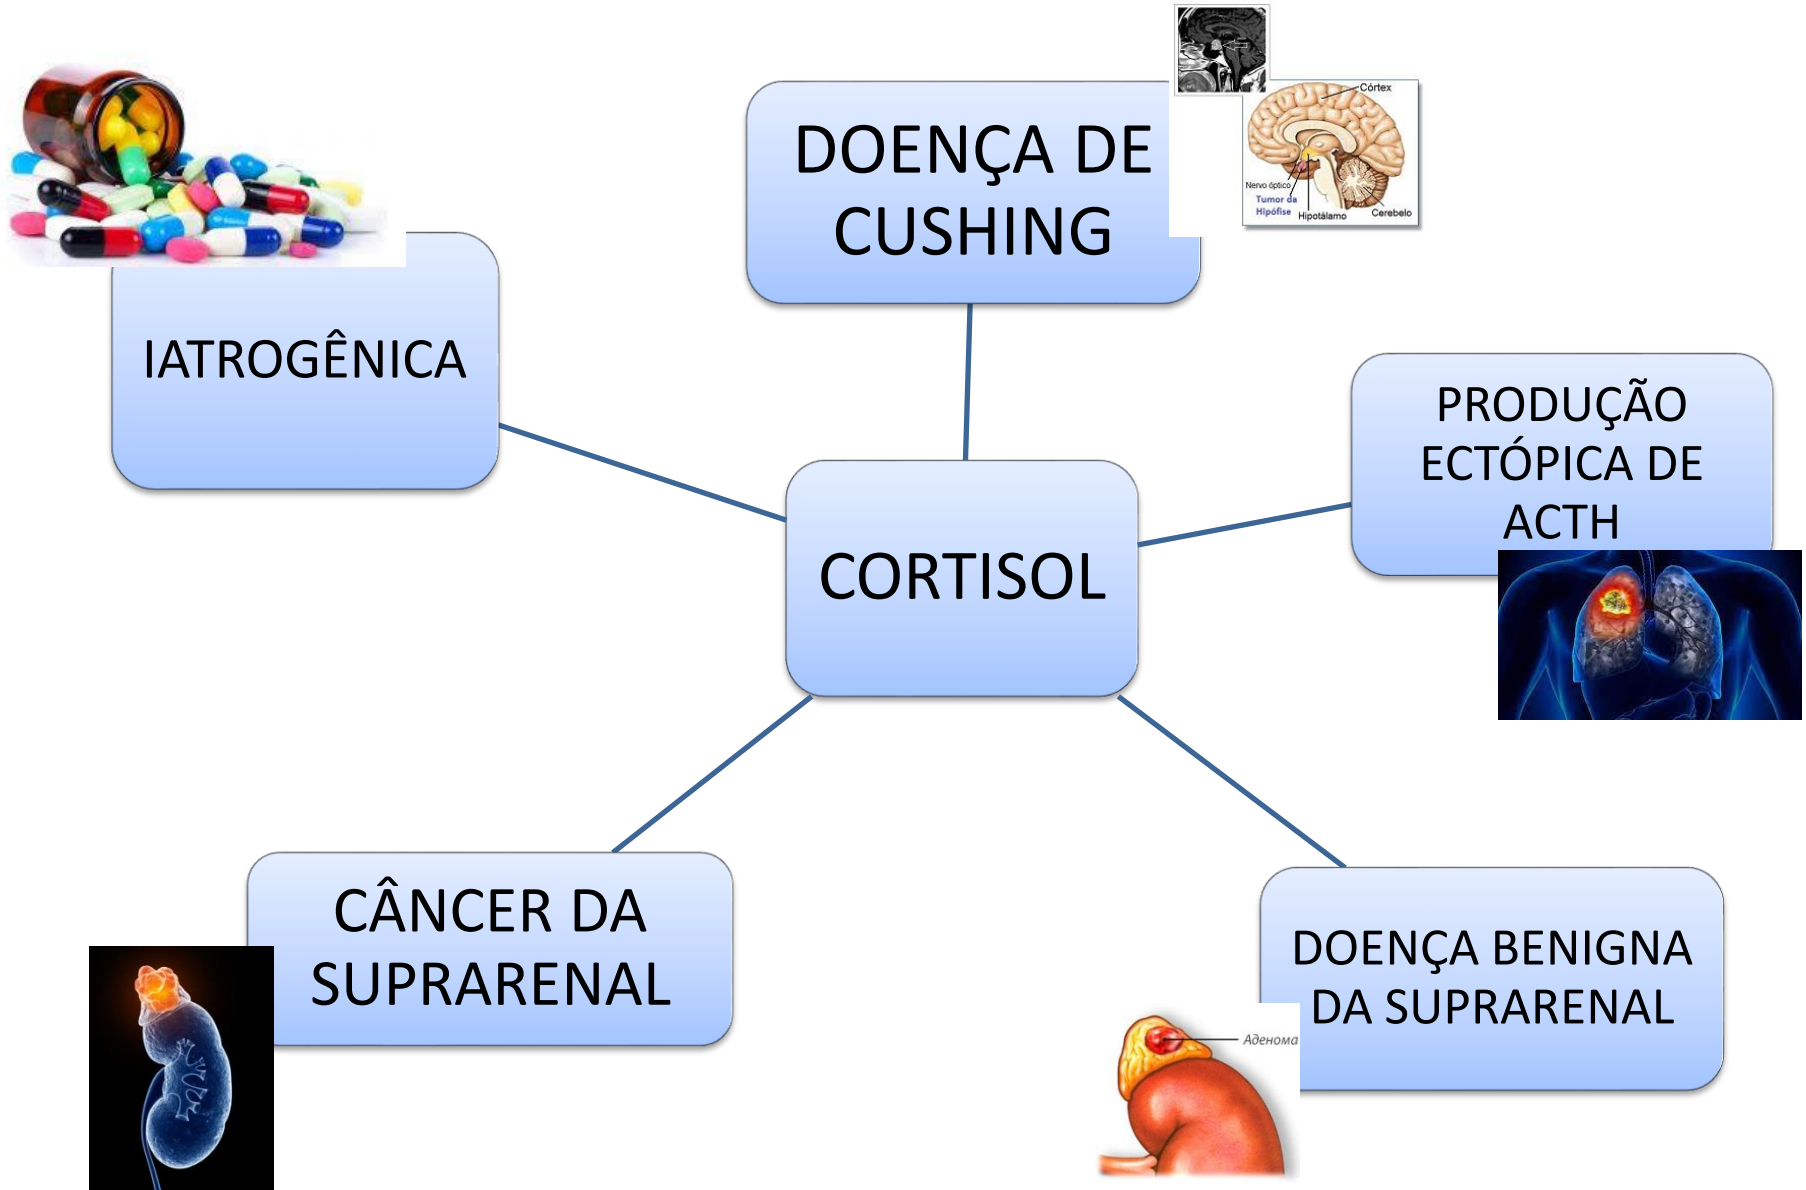 DOENÇA DE
CUSHING
Córtex
Nervo óptico
Tumor da
Hipófise
Hipotálamo
Cerebelo
IATROGÊNICA
PRODUÇÃO
ECTÓPICA DE
ACTH
CORTISOL
CÂNCER DA
SUPRARENAL
DOENÇA BENIGNA
DA SUPRARENAL
Аденома